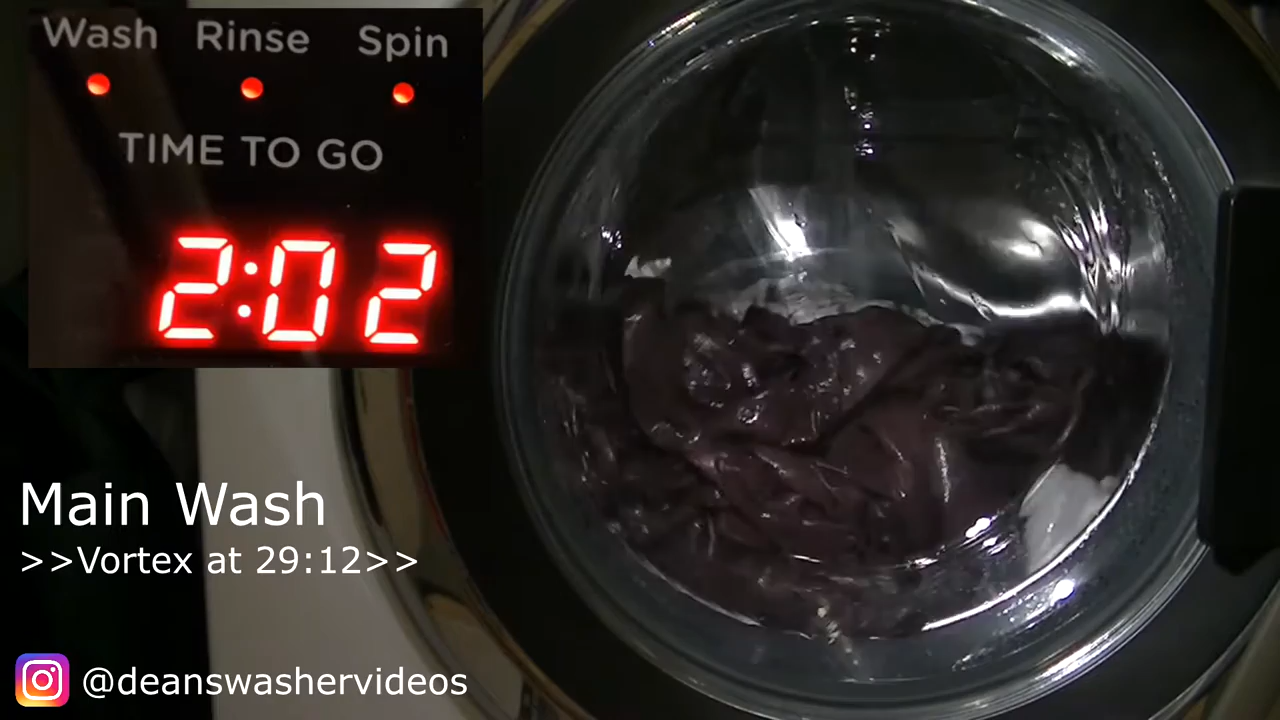 Wash Rinse Spin
TIME TO GO
2:02
Main Wash
>>Vortex at 29:12>>
@deanswashervideos